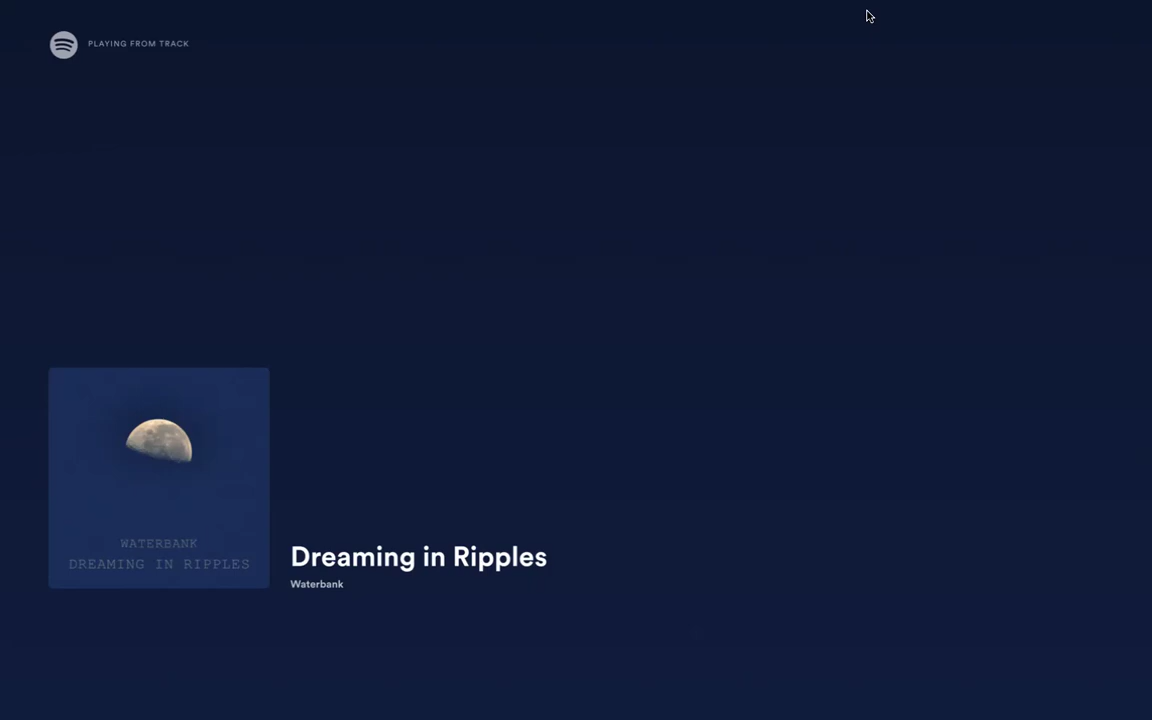 PLAYING FROM TRACK
WATERBANK
DREAMING IN RIPPLES
Dreaming in Ripples
Waterbank